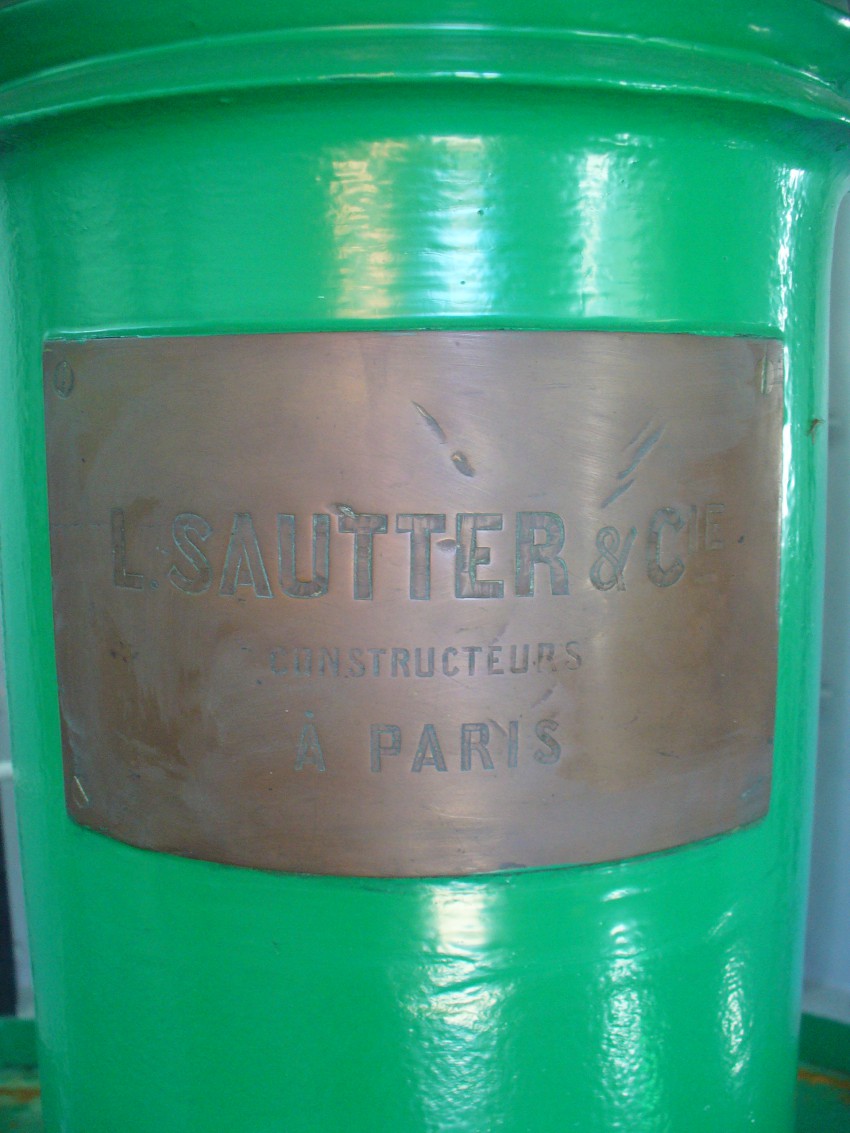 L. SAUTTER & CIE
CONSTRUCTEURS
À PARIS